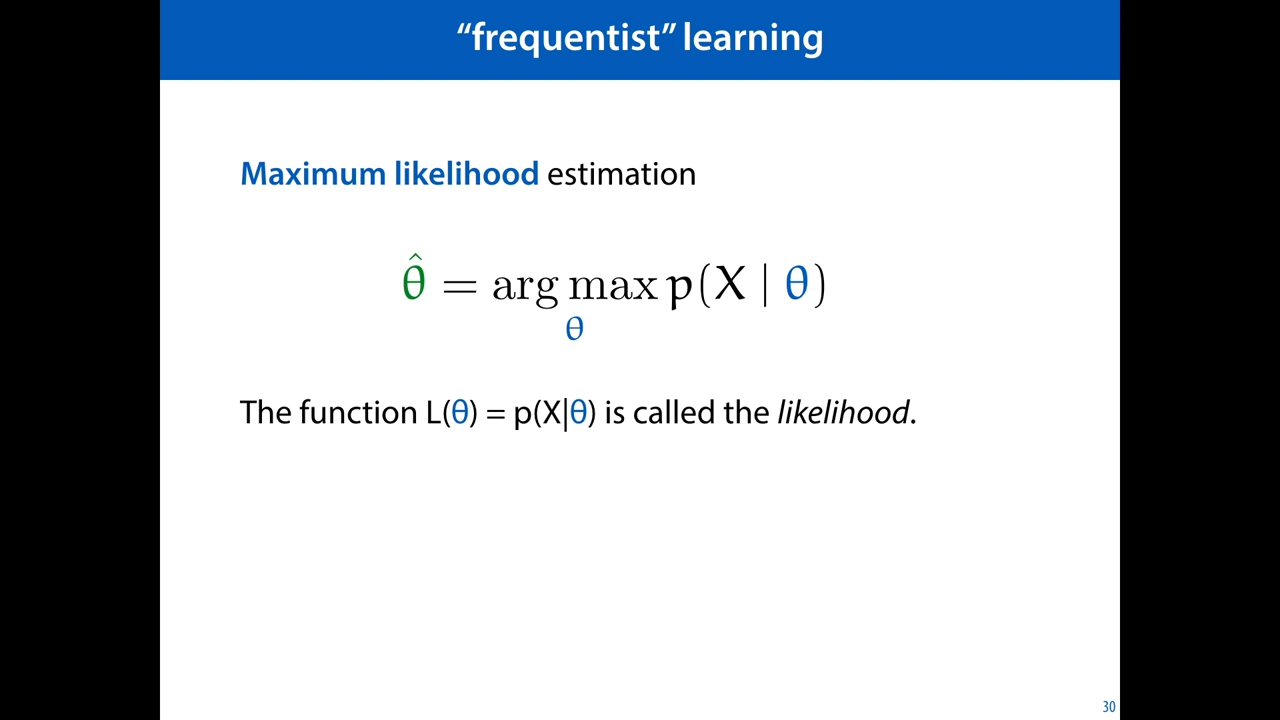 “frequentist” learning
Maximum likelihood estimation
θ̂ = arg max p(X | θ)
θ
The function L(θ) = p(X|θ) is called the likelihood.
30